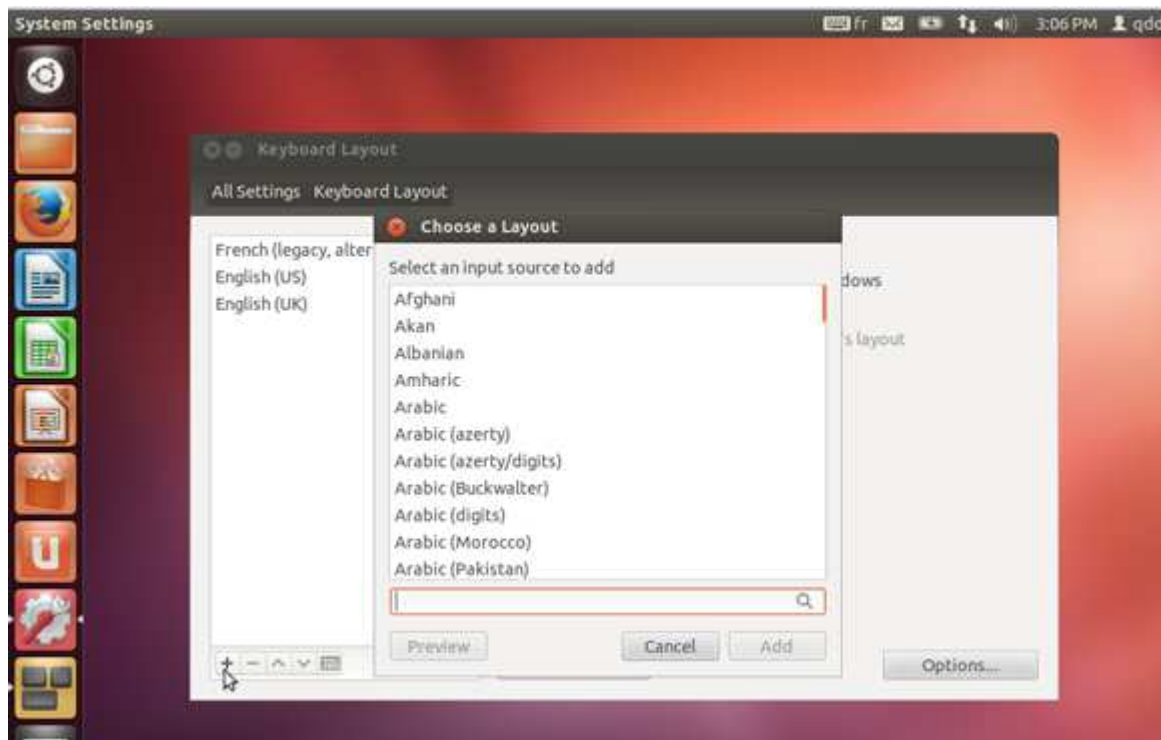 System Settings
fr 3:06 PM qdo
Keyboard Layout
All Settings Keyboard Layout
Choose a Layout
French (legacy, alter
English (US)
English (UK)
Select an input source to add
Afghani
Akan
Albanian
Amharic
Arabic
Arabic (azerty)
Arabic (azerty/digits)
Arabic (Buckwalter)
Arabic (digits)
Arabic (Morocco)
Arabic (Pakistan)
dows
's layout
Preview Cancel Add
Options...